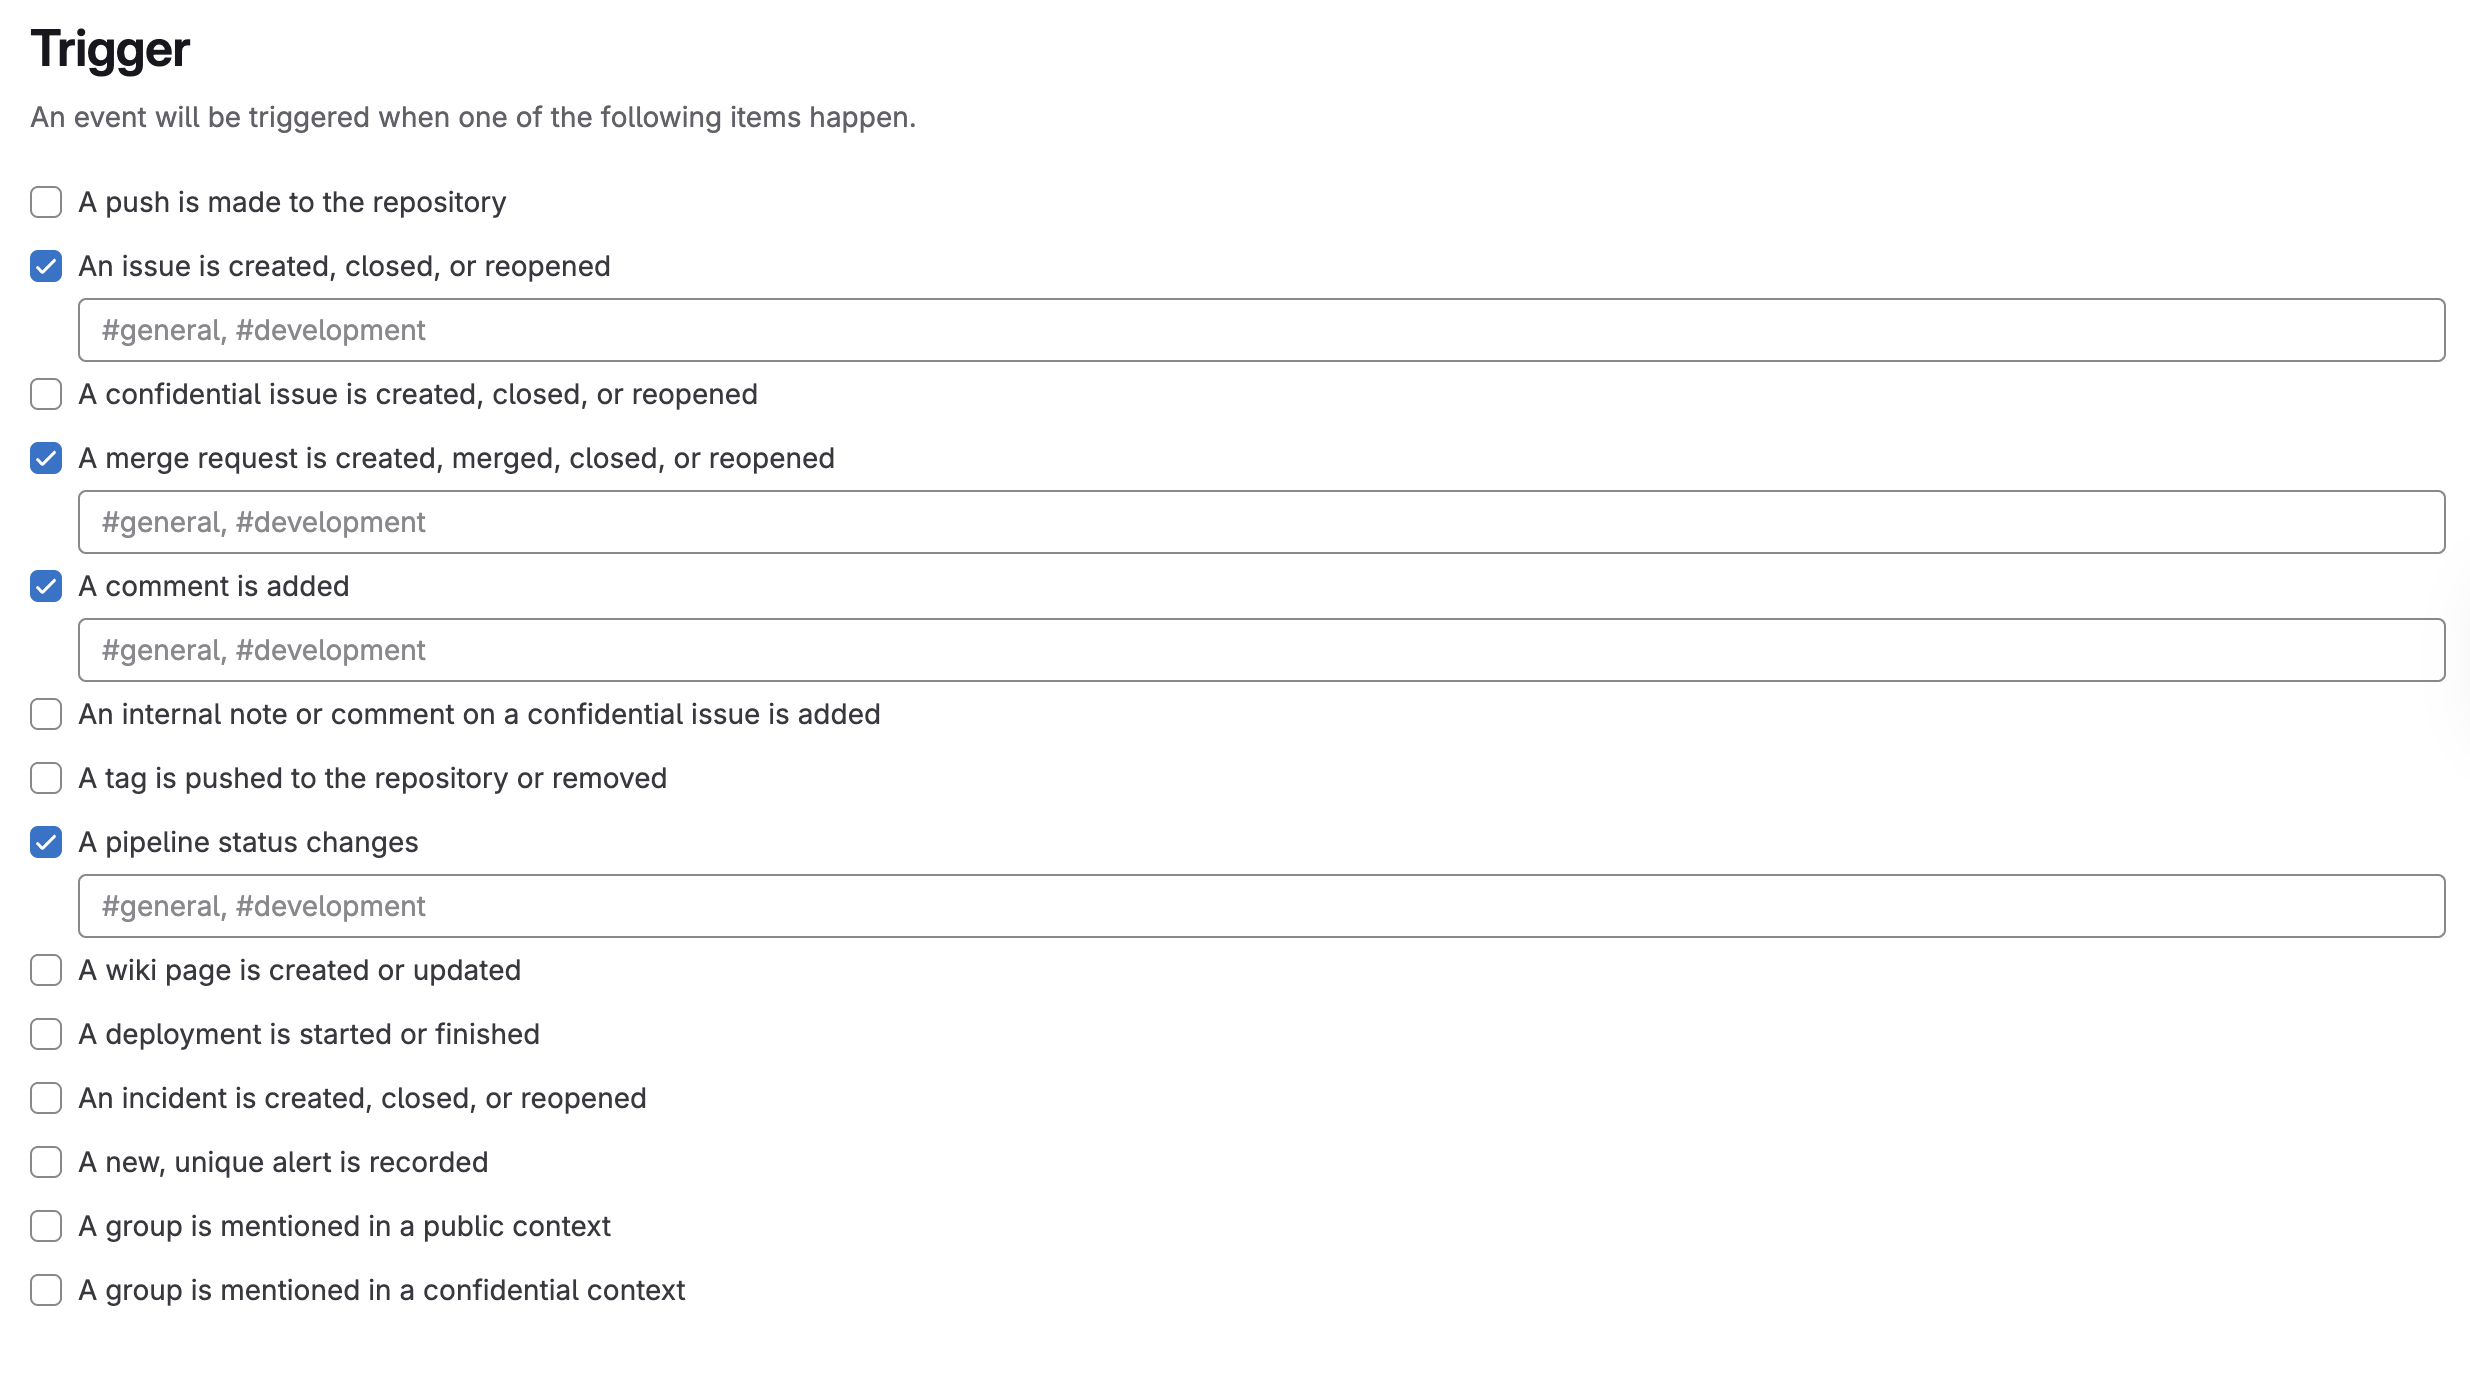 Trigger
An event will be triggered when one of the following items happen.
A push is made to the repository
An issue is created, closed, or reopened
#general, #development
A confidential issue is created, closed, or reopened
A merge request is created, merged, closed, or reopened
#general, #development
A comment is added
#general, #development
An internal note or comment on a confidential issue is added
A tag is pushed to the repository or removed
A pipeline status changes
#general, #development
A wiki page is created or updated
A deployment is started or finished
An incident is created, closed, or reopened
A new, unique alert is recorded
A group is mentioned in a public context
A group is mentioned in a confidential context